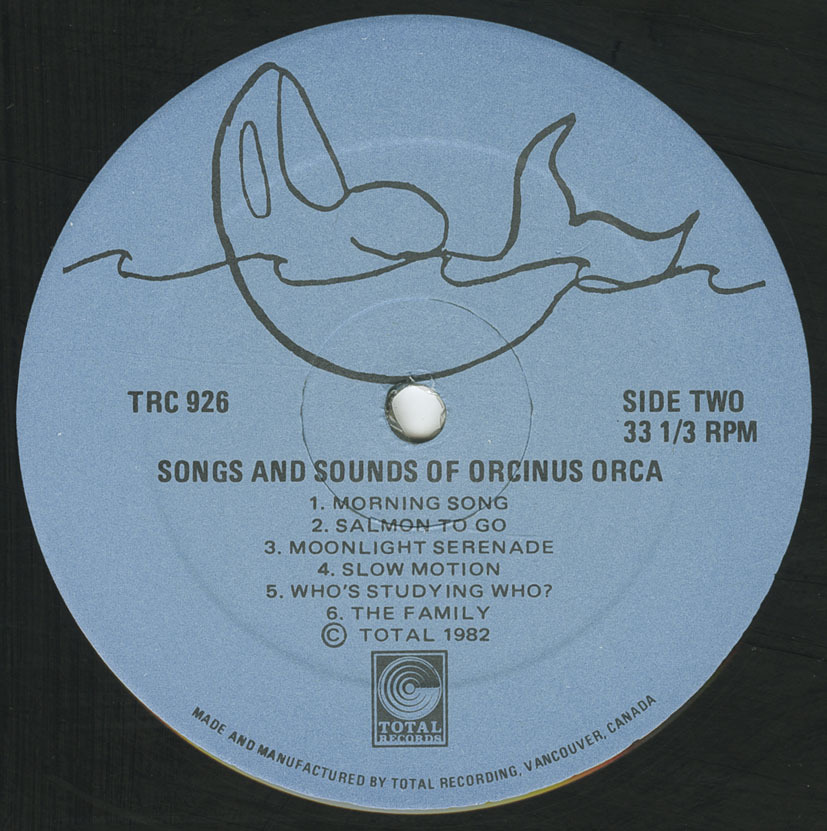 TRC 926
SIDE TWO
33 1/3 RPM
SONGS AND SOUNDS OF ORCINUS ORCA
1. MORNING SONG
2. SALMON TO GO
3. MOONLIGHT SERENADE
4. SLOW MOTION
5. WHO'S STUDYING WHO?
6. THE FAMILY
© TOTAL 1982
TOTAL
RECORDS
MADE AND MANUFACTURED BY TOTAL RECORDING, VANCOUVER, CANADA